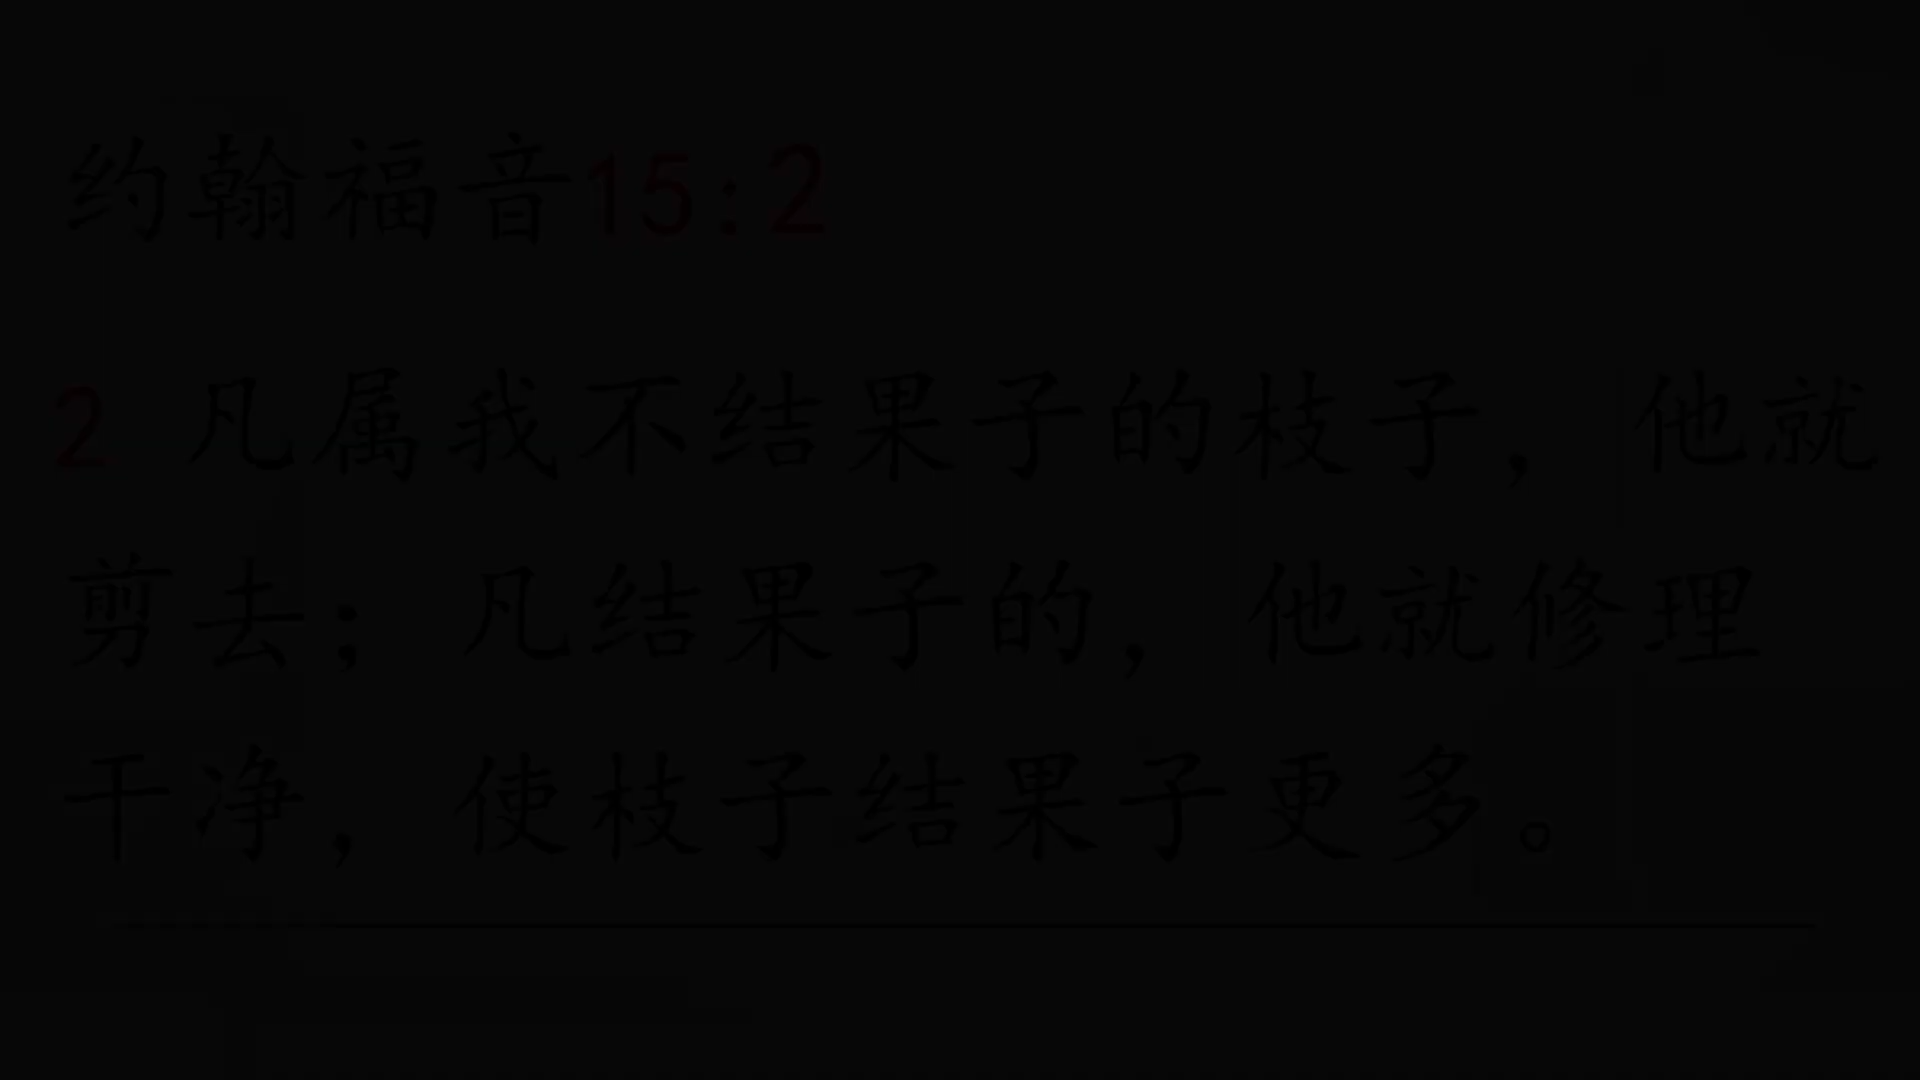 约翰福音15:2
2 凡属我不结果子的枝子，他就
剪去；凡结果子的，他就修理
干净，使枝子结果子更多。